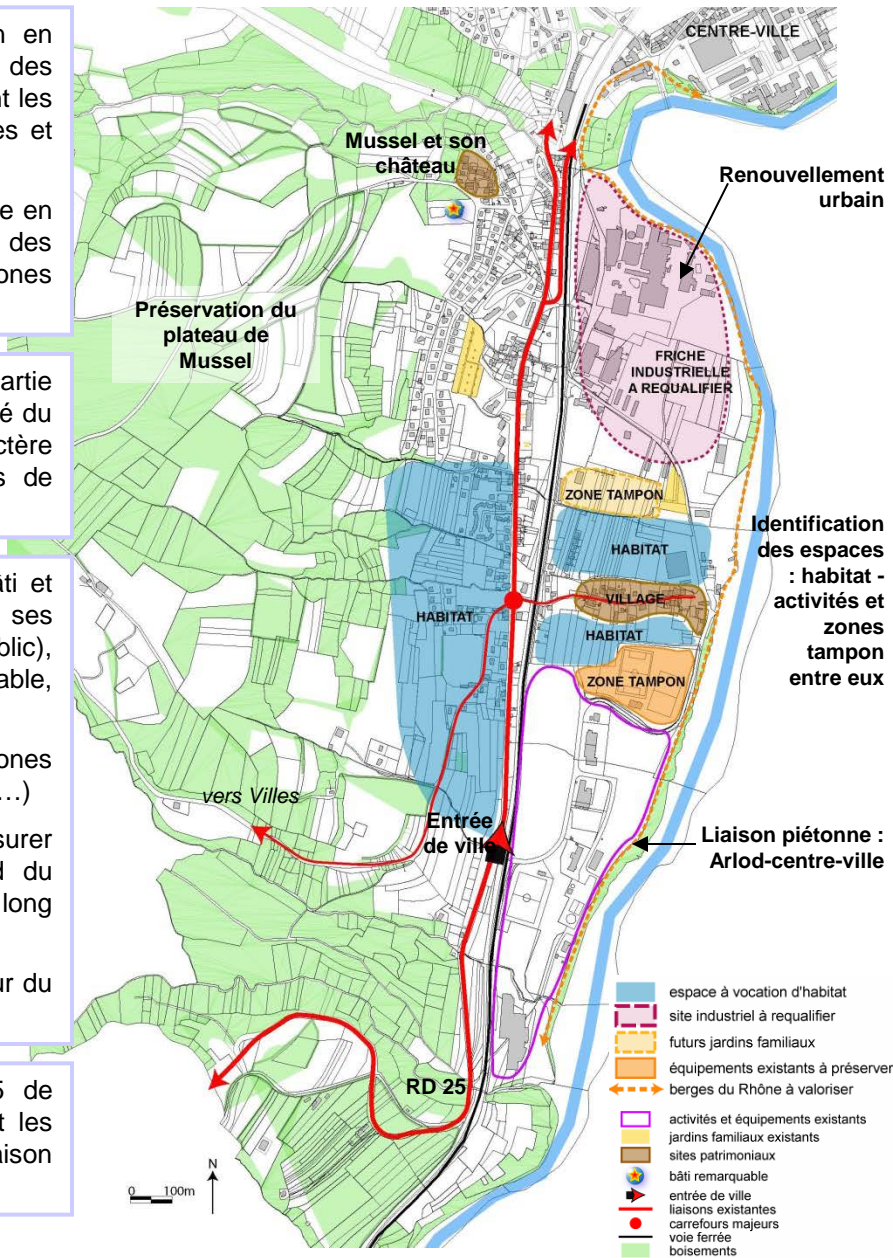 n en
des
nt les
es et
e en
des
ones
artie
é du
ctère
s de
âti et
ses
blic),
able,
ones
…)
surer
d du
long
ur du
5 de
t les
aison
CENTRE-VILLE
Mussel et son
château
Renouvellement
urbain
Préservation du
plateau de
Mussel
FRICHE
INDUSTRIELLE
A REQUALIFIER
ZONE TAMPON
HABITAT
VILLAGE
HABITAT
HABITAT
ZONE TAMPON
Identification
des espaces
: habitat -
activités et
zones
tampon
entre eux
vers Villes
Entrée
de ville
Liaison piétonne :
Arlod-centre-ville
RD 25
N
0 100m
espace à vocation d'habitat
site industriel à requalifier
futurs jardins familiaux
équipements existants à préserver
berges du Rhône à valoriser
activités et équipements existants
jardins familiaux existants
sites patrimoniaux
bâti remarquable
entrée de ville
liaisons existantes
carrefours majeurs
voie ferrée
boisements